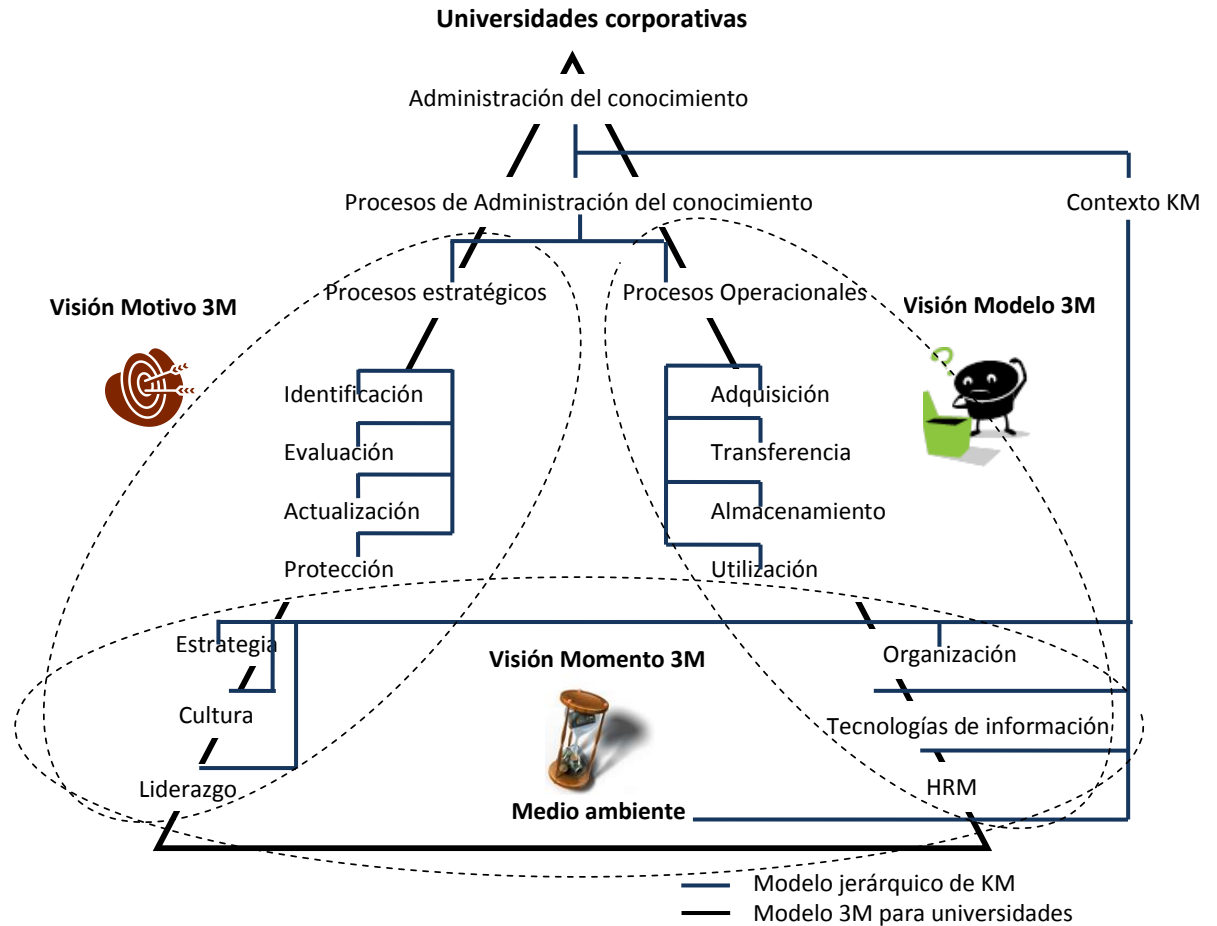 Universidades corporativas
Administración del conocimiento
Procesos de Administración del conocimiento
Contexto KM
Procesos estratégicos
Procesos Operacionales
Visión Motivo 3M
Visión Modelo 3M
Identificación
Adquisición
Evaluación
Transferencia
Actualización
Almacenamiento
Protección
Utilización
Estrategia
Visión Momento 3M
Organización
Cultura
Tecnologías de información
Liderazgo
HRM
Medio ambiente
Modelo jerárquico de KM
Modelo 3M para universidades